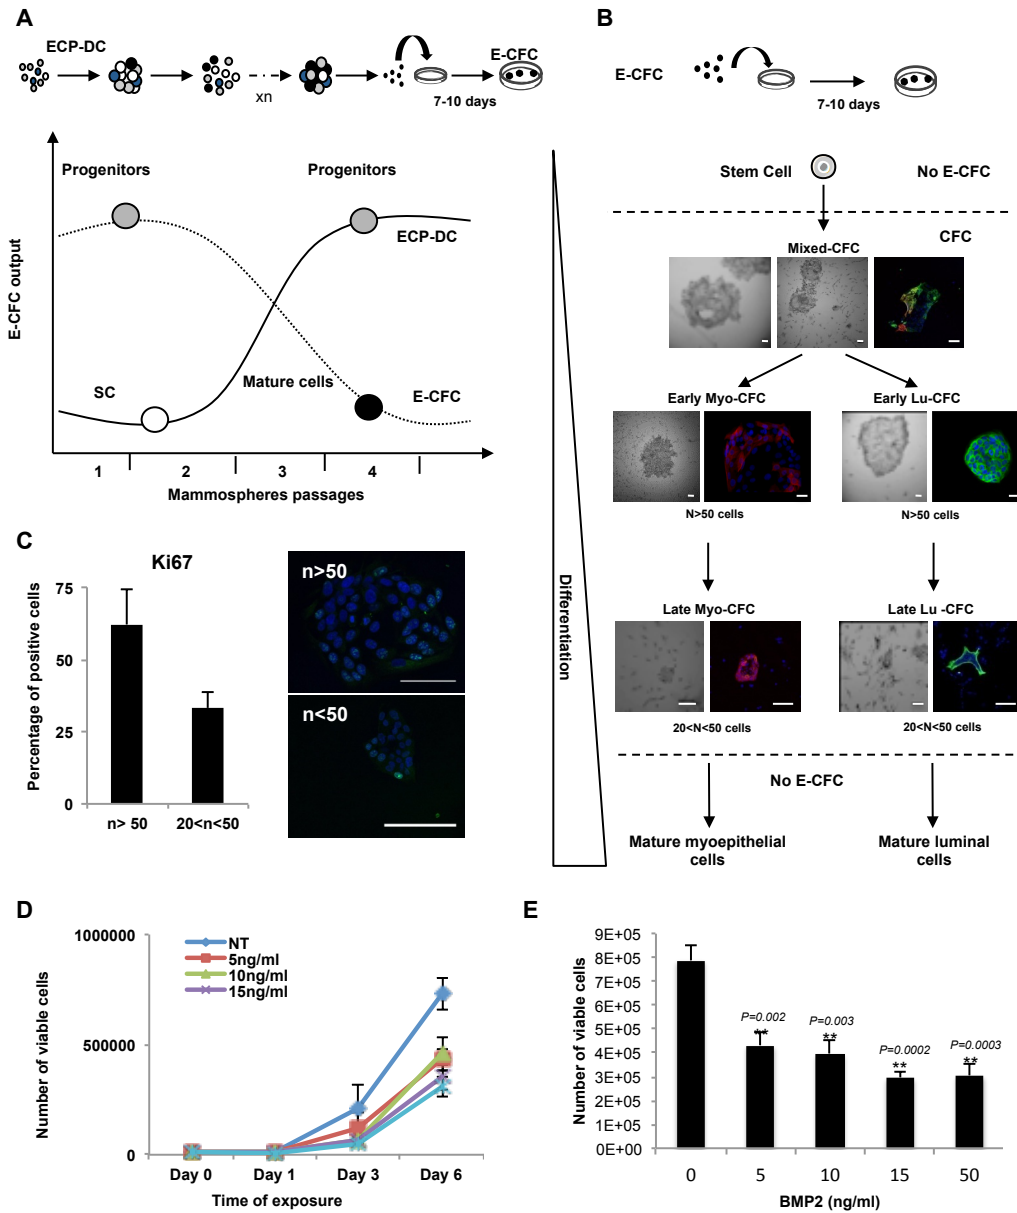 A
ECP-DC
E-CFC
xn
7-10 days
Progenitors
Progenitors
ECP-DC
E-CFC output
SC
Mature cells
E-CFC
1 2 3 4
Mammospheres passages
B
E-CFC
7-10 days
Stem Cell
No E-CFC
CFC
Mixed-CFC
Early Myo-CFC
Early Lu-CFC
N>50 cells
N>50 cells
Differentiation
Late Myo-CFC
Late Lu -CFC
20<N<50 cells
20<N<50 cells
No E-CFC
Mature myoepithelial
cells
Mature luminal
cells
C
Ki67
Percentage of positive cells
75
50
25
0
n> 50
20<n<50
n>50
n<50
D
Number of viable cells
1000000
500000
0
NT
5ng/ml
10ng/ml
15ng/ml
Day 0 Day 1 Day 3 Day 6
Time of exposure
E
Number of viable cells
9E+05
8E+05
7E+05
6E+05
5E+05
4E+05
3E+05
2E+05
1E+05
0E+00
P=0.002
**
P=0.003
**
P=0.0002
**
P=0.0003
**
0 5 10 15 50
BMP2 (ng/ml)